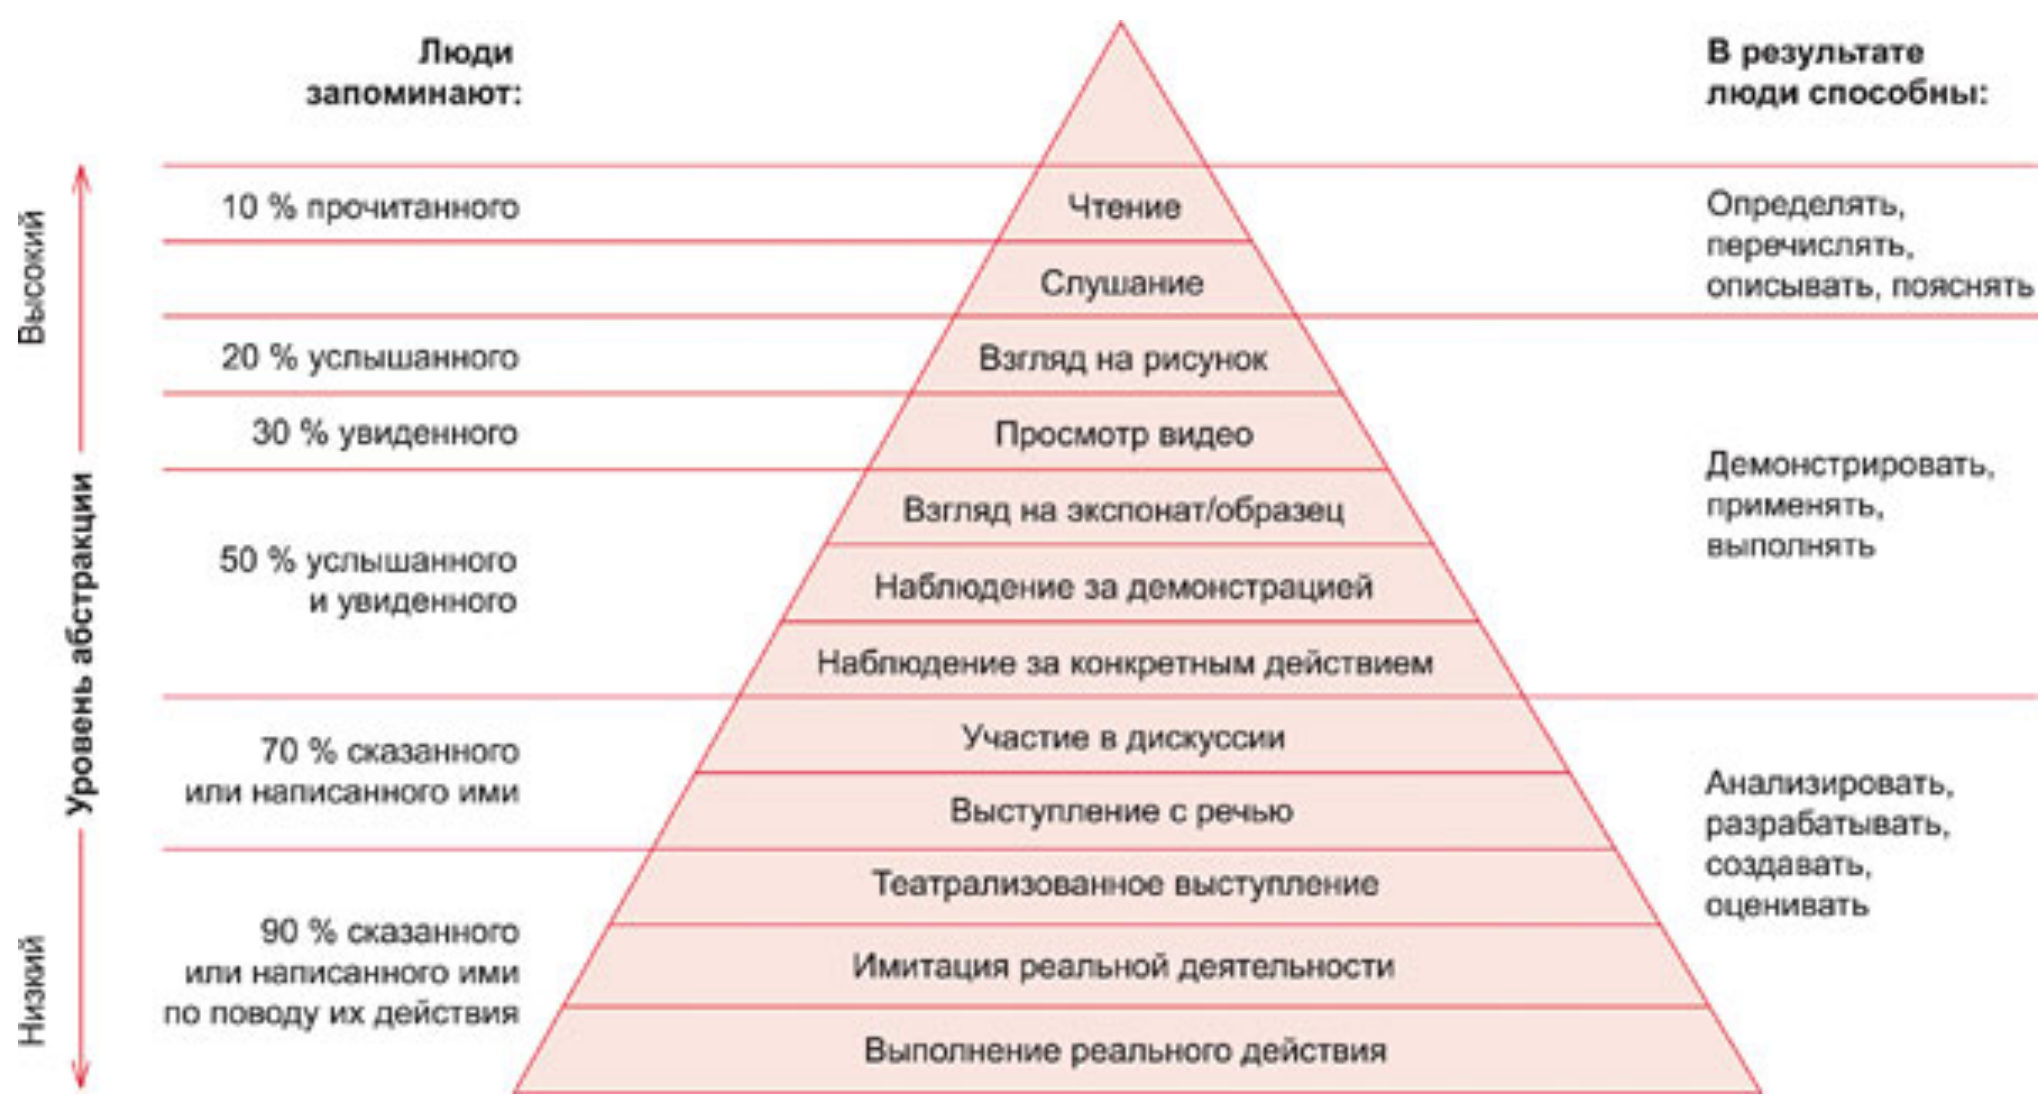 Люди
запоминают:
В результате
люди способны:
Высокий
Уровень абстракции
Низкий
10 % прочитанного
20 % услышанного
30 % увиденного
50 % услышанного
и увиденного
70 % сказанного
или написанного ими
90 % сказанного
или написанного ими
по поводу их действия
Чтение
Слушание
Взгляд на рисунок
Просмотр видео
Взгляд на экспонат/образец
Наблюдение за демонстрацией
Наблюдение за конкретным действием
Участие в дискуссии
Выступление с речью
Театрализованное выступление
Имитация реальной деятельности
Выполнение реального действия
Определять,
перечислять,
описывать, пояснять
Демонстрировать,
применять,
выполнять
Анализировать,
разрабатывать,
создавать,
оценивать